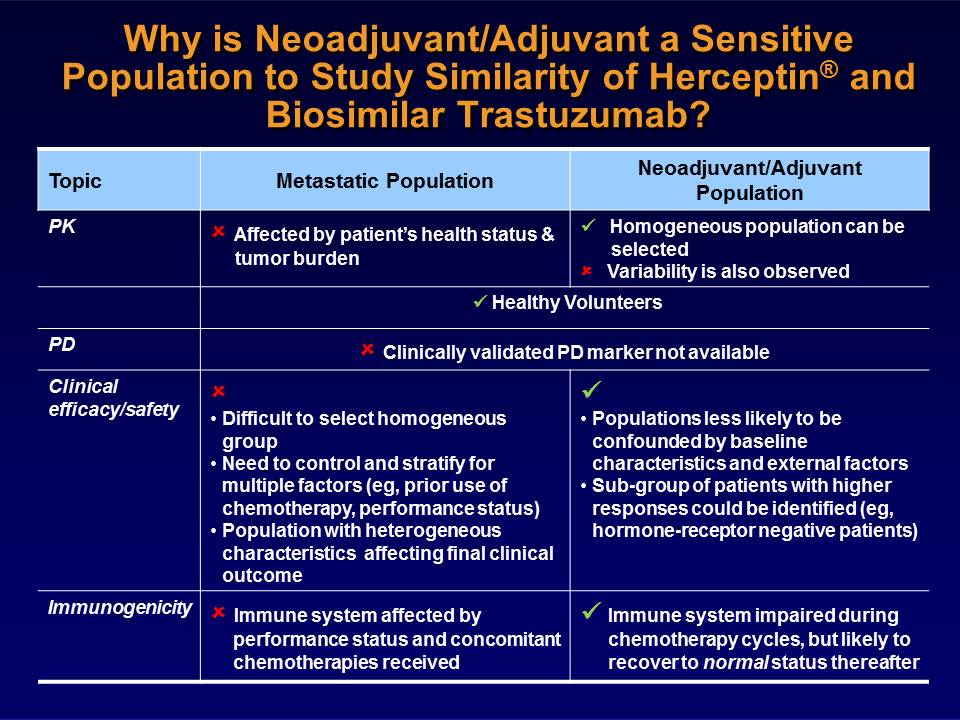 Why is Neoadjuvant/Adjuvant a Sensitive
Population to Study Similarity of Herceptin® and
Biosimilar Trastuzumab?
Topic
Metastatic Population
Neoadjuvant/Adjuvant
Population
PK
✗ Affected by patient’s health status &
tumor burden
✓ Homogeneous population can be
selected
✗ Variability is also observed
✓ Healthy Volunteers
PD
✗ Clinically validated PD marker not available
Clinical
efficacy/safety
✗
• Difficult to select homogeneous
group
• Need to control and stratify for
multiple factors (eg, prior use of
chemotherapy, performance status)
• Population with heterogeneous
characteristics affecting final clinical
outcome
✓
• Populations less likely to be
confounded by baseline
characteristics and external factors
• Sub-group of patients with higher
responses could be identified (eg,
hormone-receptor negative patients)
Immunogenicity
✗ Immune system affected by
performance status and concomitant
chemotherapies received
✓ Immune system impaired during
chemotherapy cycles, but likely to
recover to normal status thereafter